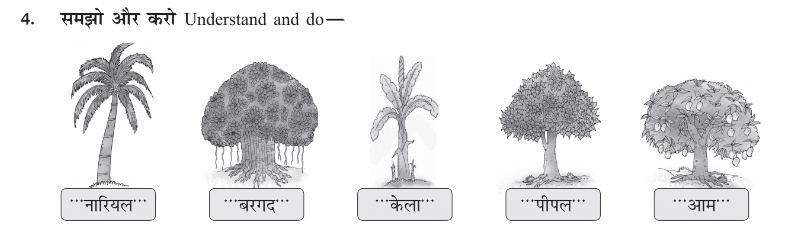 4. समझो और करो Understand and do—
...नारियल... ...बरगद... ...केला... ...पीपल... ...आम...